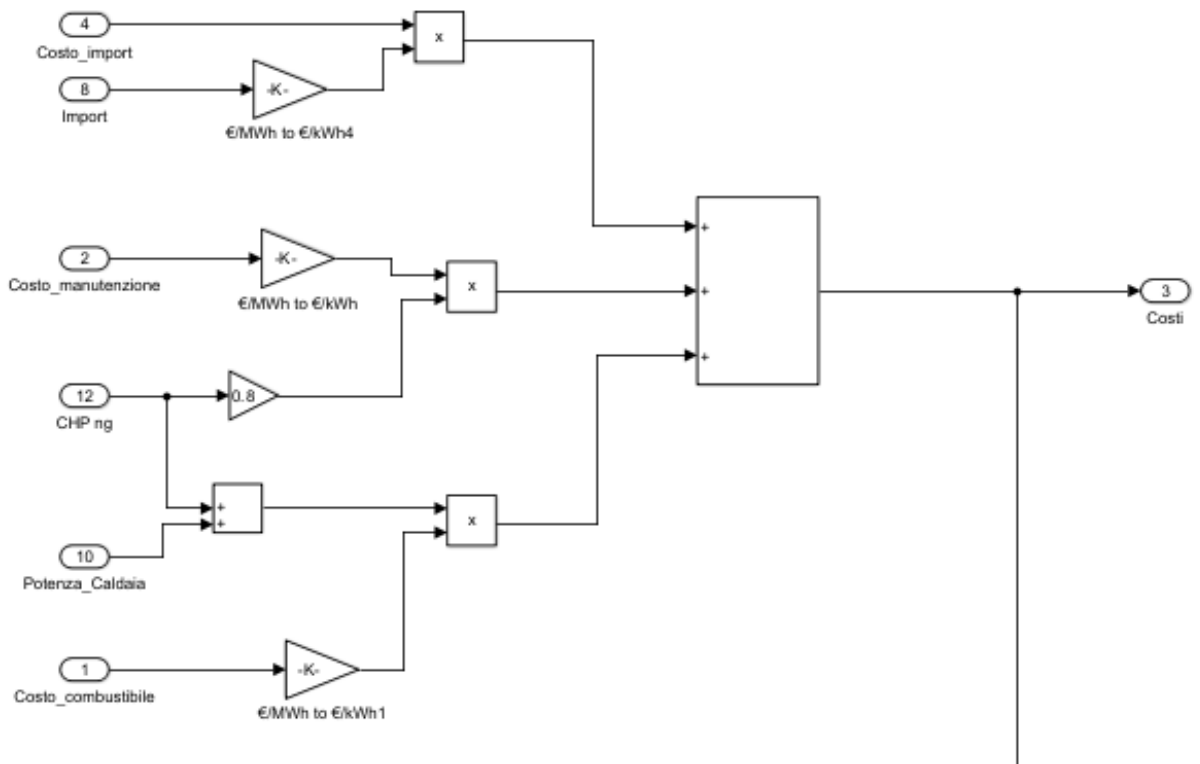 4
Costo_import
x
8
Import
-K-
€/MWh to €/kWh4
2
Costo_manutenzione
-K-
€/MWh to €/kWh
x
+
+
+
3
Costi
12
CHP ng
0.8
+
+
x
10
Potenza_Caldaia
1
Costo_combustibile
-K-
€/MWh to €/kWh1